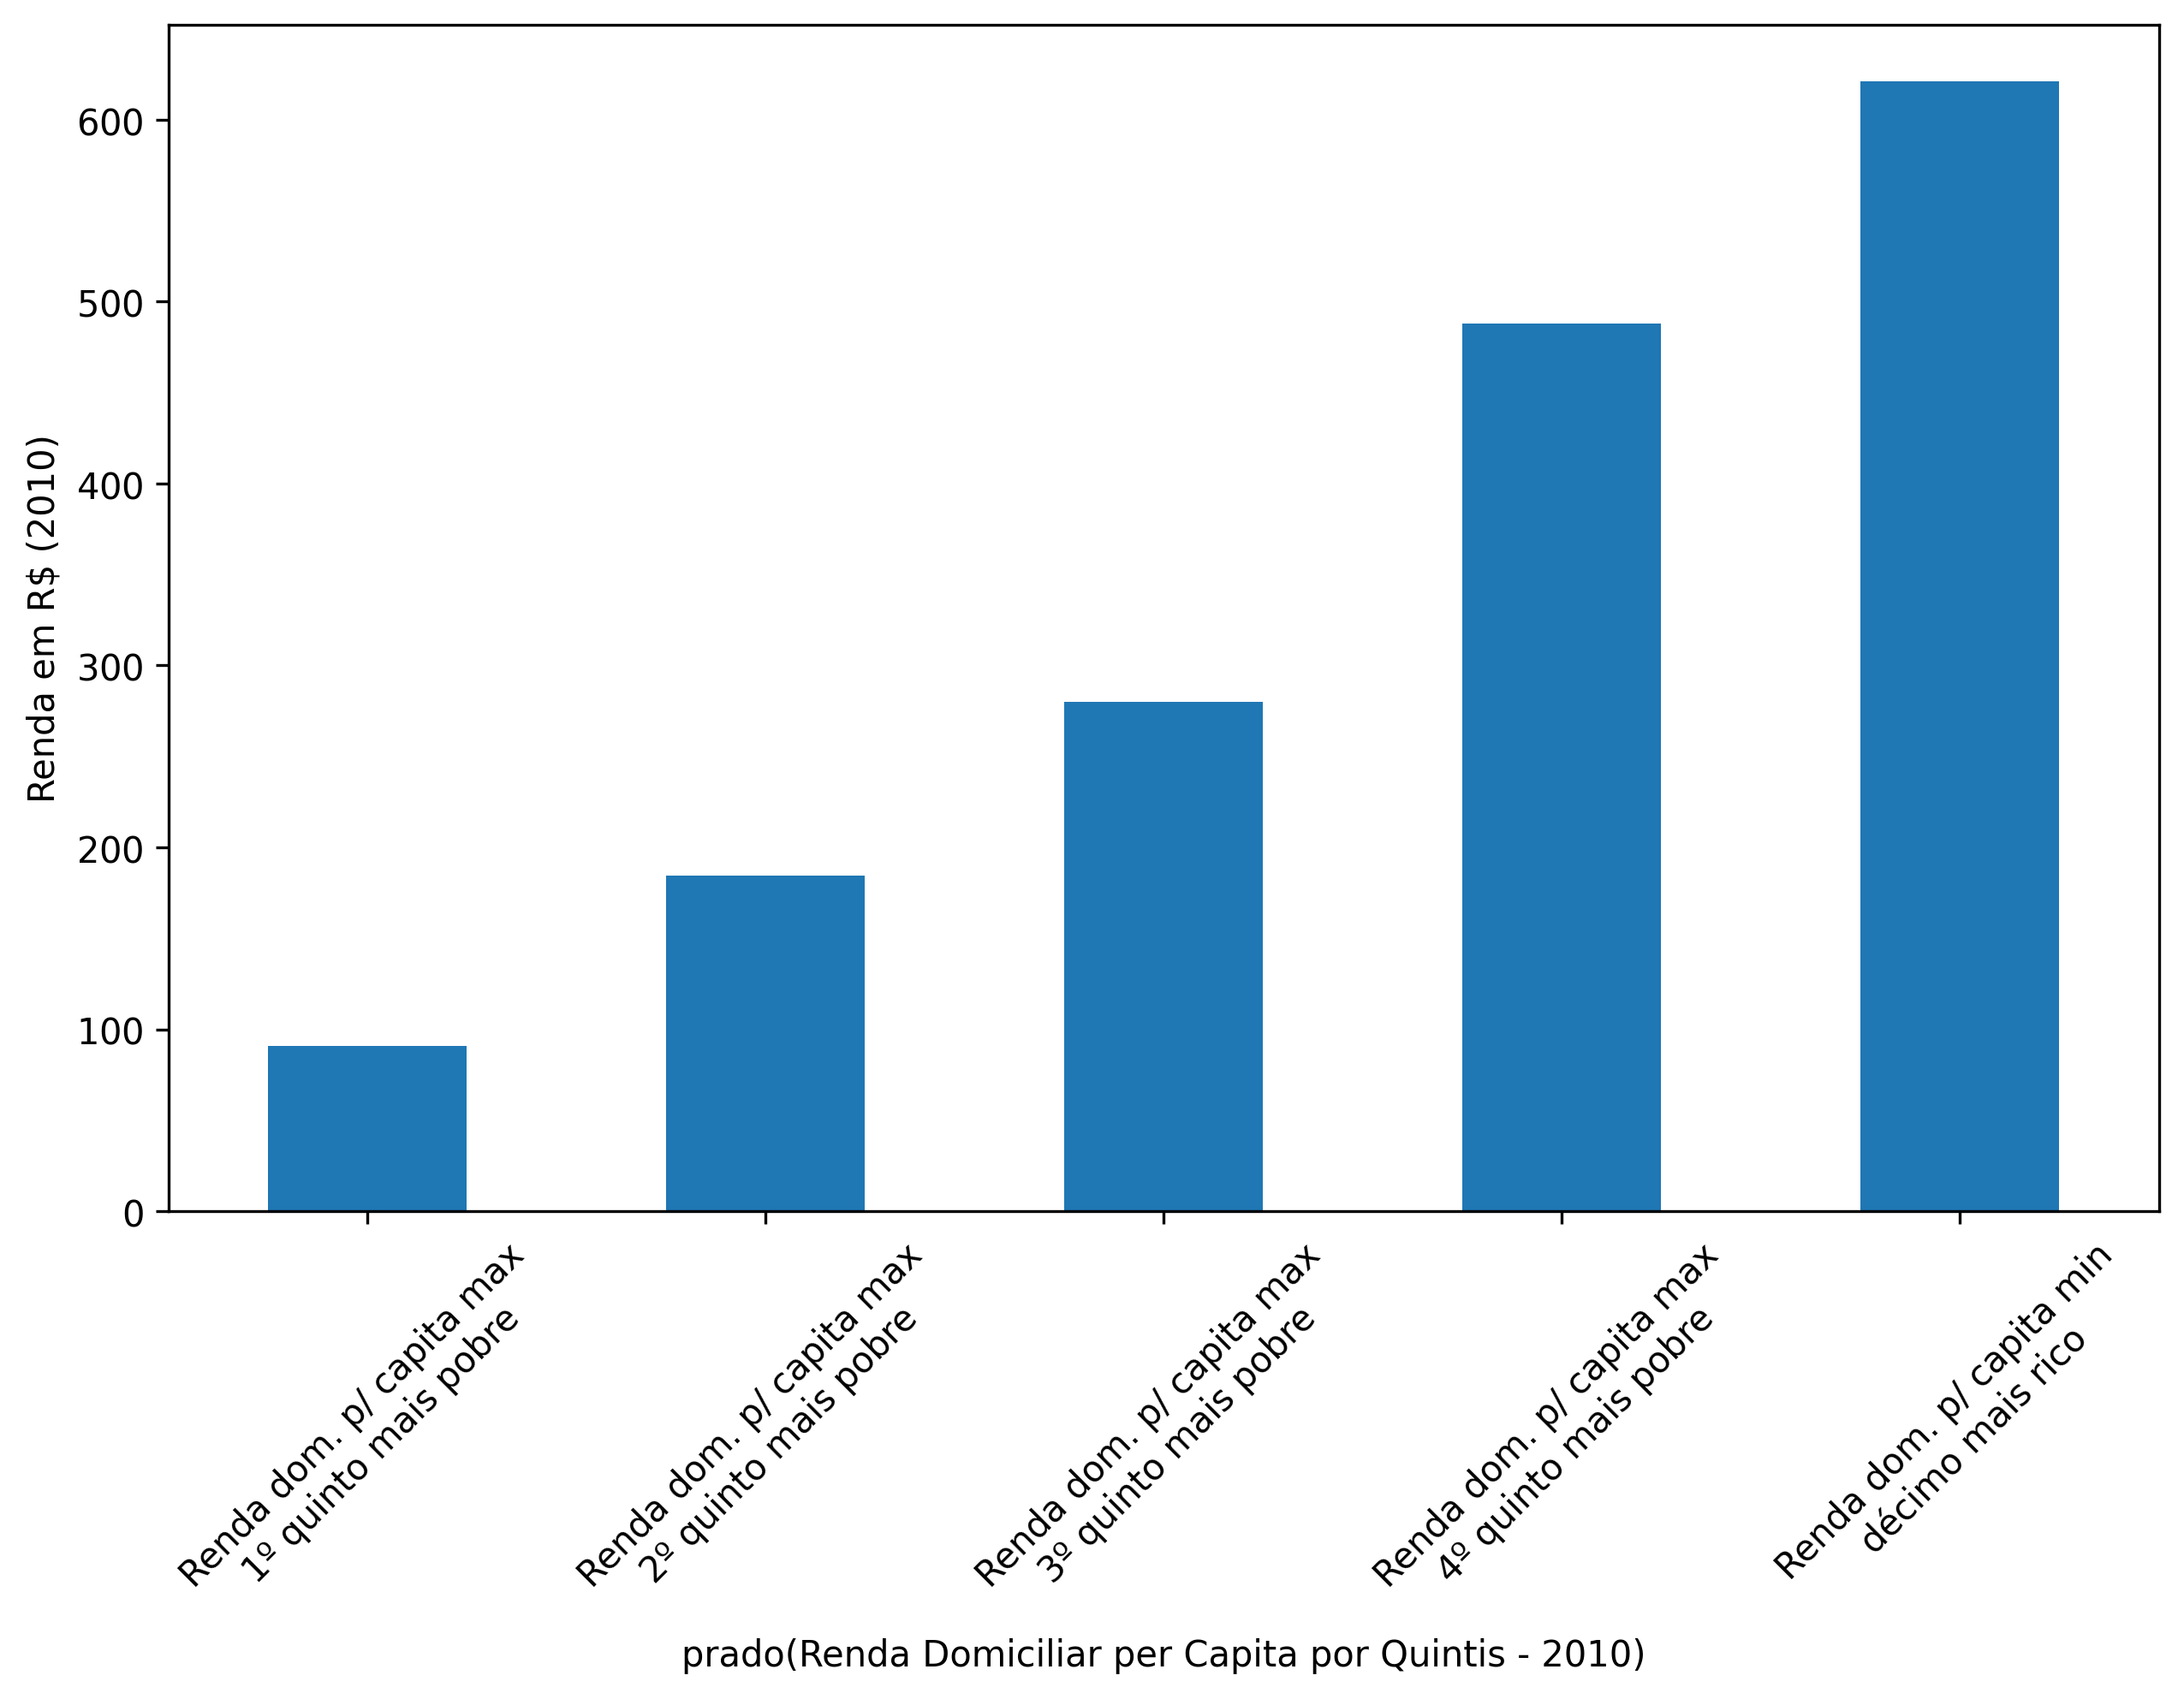 600
500
400
300
200
100
0
Renda em R$ (2010)
Renda dom. p/ capita max
1º quinto mais pobre
Renda dom. p/ capita max
2º quinto mais pobre
Renda dom. p/ capita max
3º quinto mais pobre
Renda dom. p/ capita max
4º quinto mais pobre
Renda dom. p/ capita min
décimo mais rico
prado(Renda Domiciliar per Capita por Quintis - 2010)